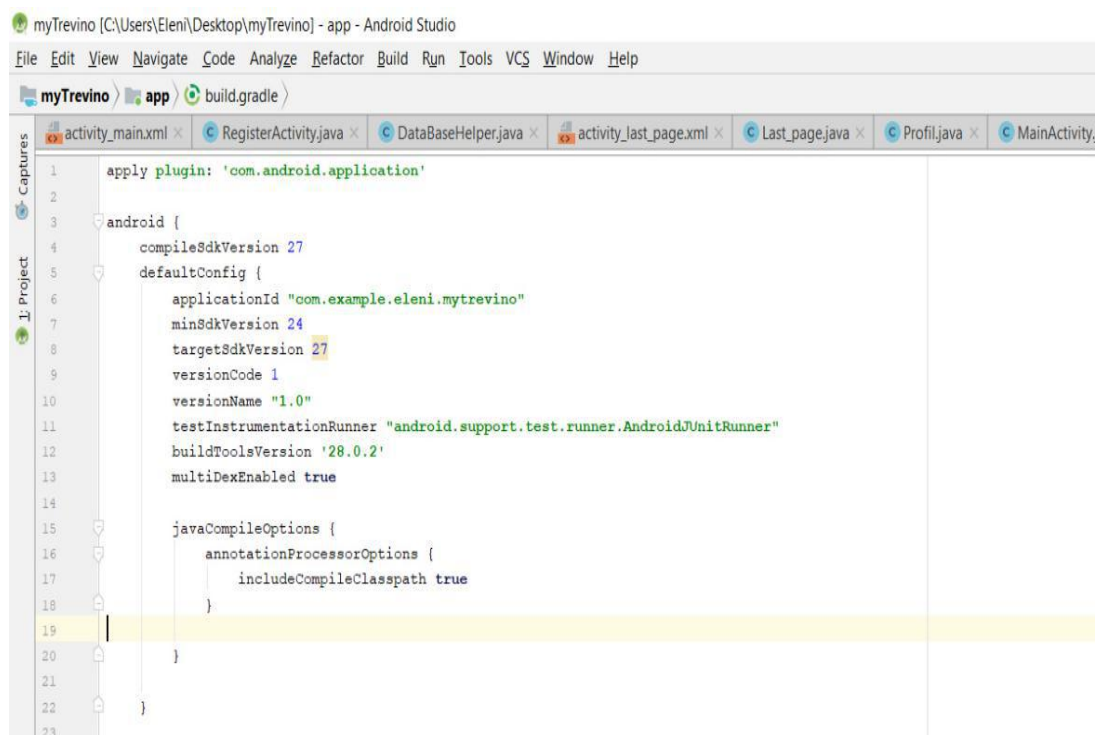 myTrevino [C:\Users\Eleni\Desktop\myTrevino] - app - Android Studio
File Edit View Navigate Code Analyze Refactor Build Run Tools VCS Window Help
myTrevino app build.gradle
activity_main.xml × RegisterActivity.java × DataBaseHelper.java × activity_last_page.xml × Last_page.java × Profil.java × MainActivity.
Captures
1: Project
1 apply plugin: 'com.android.application'
2
3 android {
4 compileSdkVersion 27
5 defaultConfig {
6 applicationId "com.example.eleni.mytrevino"
7 minSdkVersion 24
8 targetSdkVersion 27
9 versionCode 1
10 versionName "1.0"
11 testInstrumentationRunner "android.support.test.runner.AndroidJUnitRunner"
12 buildToolsVersion '28.0.2'
13 multiDexEnabled true
14
15 javaCompileOptions {
16 annotationProcessorOptions {
17 includeCompileClasspath true
18 }
19
20 }
21
22 }
23